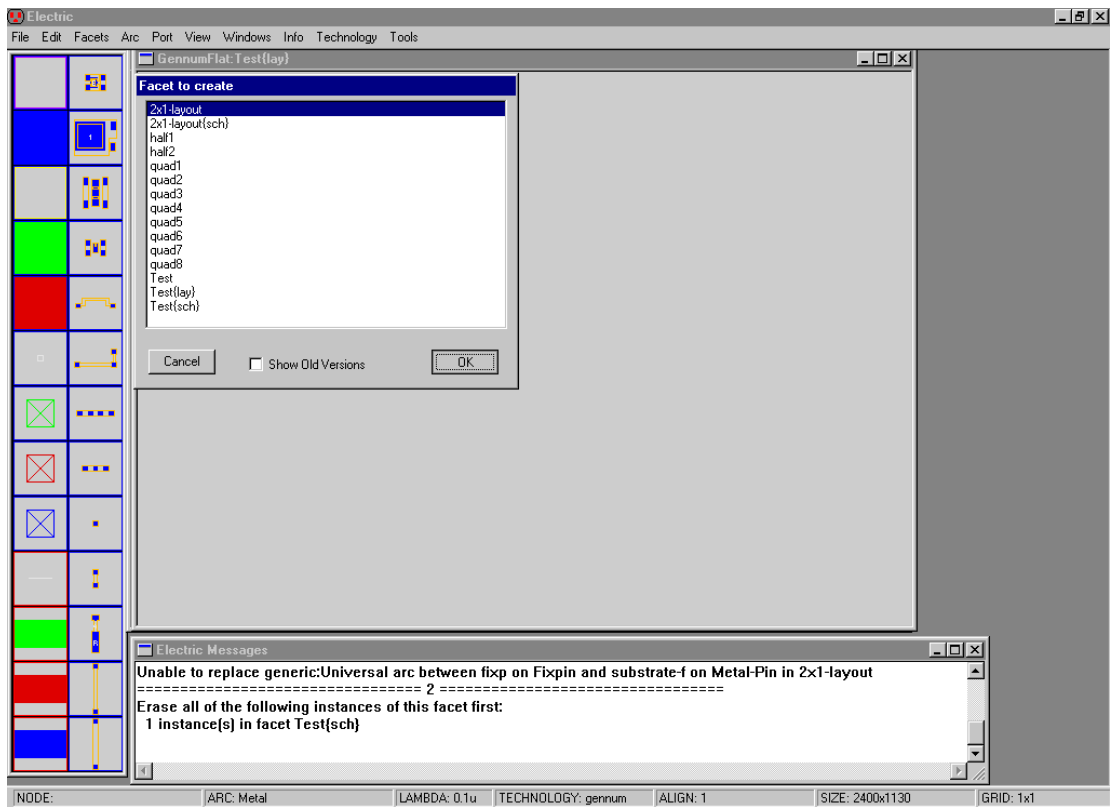 Electric
File Edit Facets Arc Port View Windows Info Technology Tools
GennumFlat:Test{lay}
Facet to create
2x1-layout
2x1-layout{sch}
half1
half2
quad1
quad2
quad3
quad4
quad5
quad6
quad7
quad8
Test
Test{lay}
Test{sch}
Cancel
Show Old Versions
OK
1
R
Electric Messages
Unable to replace generic:Universal arc between fixp on Fixpin and substrate-f on Metal-Pin in 2x1-layout
================================= 2 =================================
Erase all of the following instances of this facet first:
1 instance(s) in facet Test{sch}
NODE: ARC: Metal LAMBDA: 0.1u TECHNOLOGY: gennum ALIGN: 1 SIZE: 2400x1130 GRID: 1x1